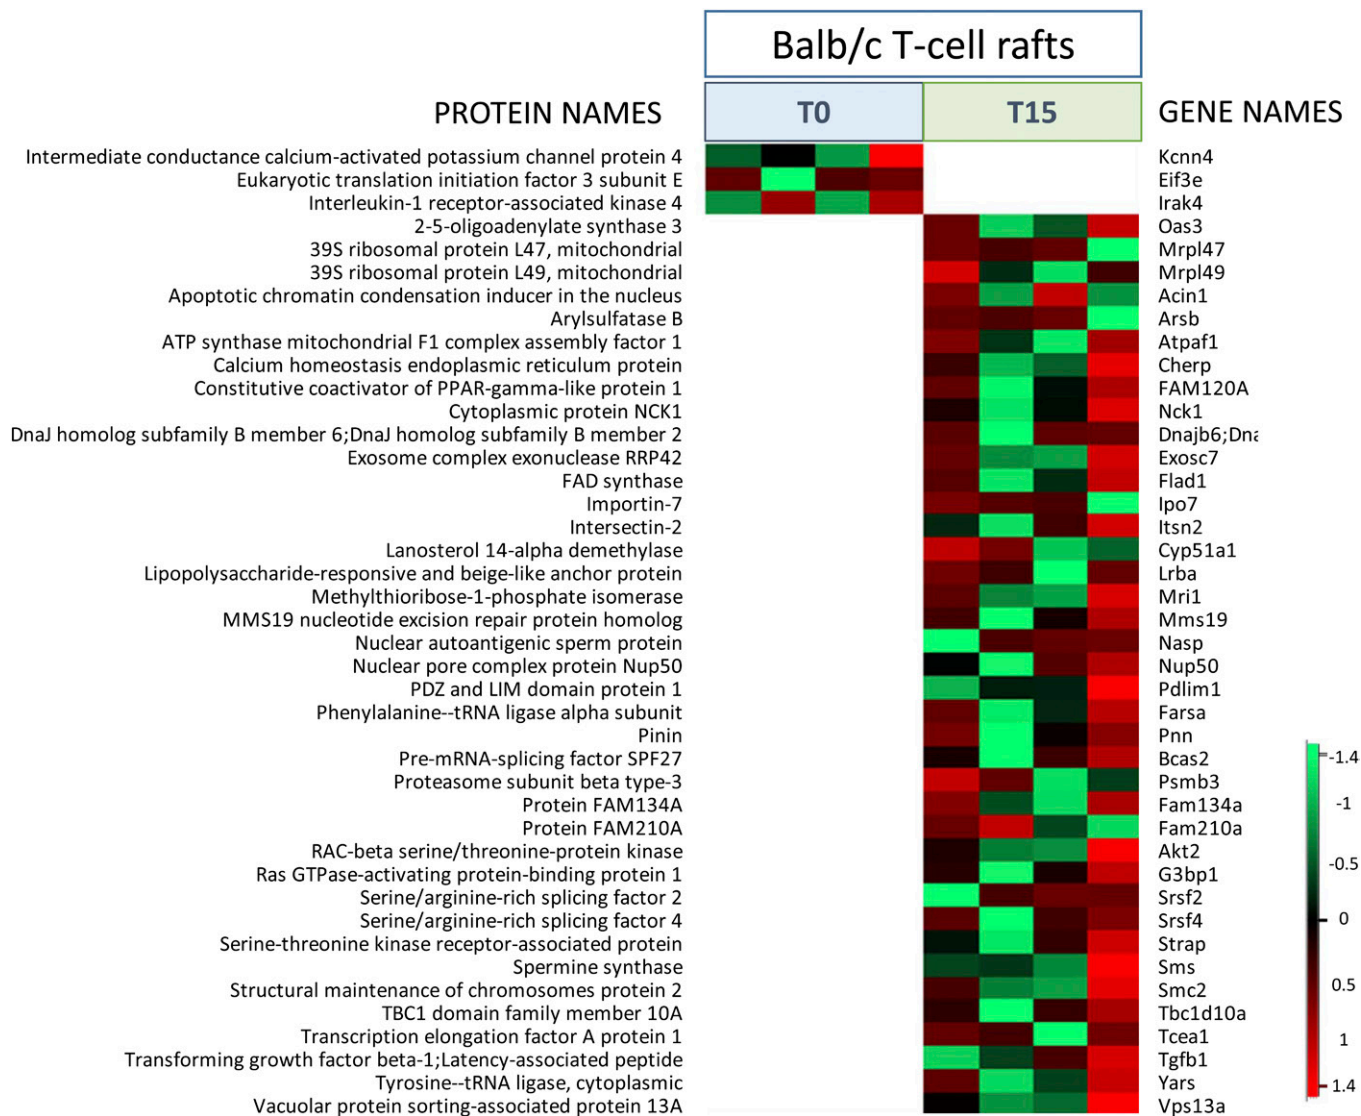 Balb/c T-cell rafts
PROTEIN NAMES T0 T15 GENE NAMES
Intermediate conductance calcium-activated potassium channel protein 4 Kcnn4
Eukaryotic translation initiation factor 3 subunit E Eif3e
Interleukin-1 receptor-associated kinase 4 Irak4
2-5-oligoadenylate synthase 3 Oas3
39S ribosomal protein L47, mitochondrial Mrpl47
39S ribosomal protein L49, mitochondrial Mrpl49
Apoptotic chromatin condensation inducer in the nucleus Acin1
Arylsulfatase B Arsb
ATP synthase mitochondrial F1 complex assembly factor 1 Atpaf1
Calcium homeostasis endoplasmic reticulum protein Cherp
Constitutive coactivator of PPAR-gamma-like protein 1 FAM120A
Cytoplasmic protein NCK1 Nck1
DnaJ homolog subfamily B member 6;DnaJ homolog subfamily B member 2 Dnajb6;Dna
Exosome complex exonuclease RRP42 Exosc7
FAD synthase Flad1
Importin-7 Ipo7
Intersectin-2 Itsn2
Lanosterol 14-alpha demethylase Cyp51a1
Lipopolysaccharide-responsive and beige-like anchor protein Lrba
Methylthioribose-1-phosphate isomerase Mri1
MMS19 nucleotide excision repair protein homolog Mms19
Nuclear autoantigenic sperm protein Nasp
Nuclear pore complex protein Nup50 Nup50
PDZ and LIM domain protein 1 Pdlim1
Phenylalanine--tRNA ligase alpha subunit Farsa
Pinin Pnn
Pre-mRNA-splicing factor SPF27 Bcas2
-1.4
Proteasome subunit beta type-3 Psmb3
Protein FAM134A Fam134a -1
Protein FAM210A Fam210a
RAC-beta serine/threonine-protein kinase Akt2
-0.5
Ras GTPase-activating protein-binding protein 1 G3bp1
Serine/arginine-rich splicing factor 2 Srsf2
Serine/arginine-rich splicing factor 4 Srsf4 0
Serine-threonine kinase receptor-associated protein Strap
Spermine synthase Sms
Structural maintenance of chromosomes protein 2 Smc2 0.5
TBC1 domain family member 10A Tbc1d10a
Transcription elongation factor A protein 1 Tcea1 1
Transforming growth factor beta-1;Latency-associated peptide Tgfb1
Tyrosine--tRNA ligase, cytoplasmic Yars 1.4
Vacuolar protein sorting-associated protein 13A Vps13a